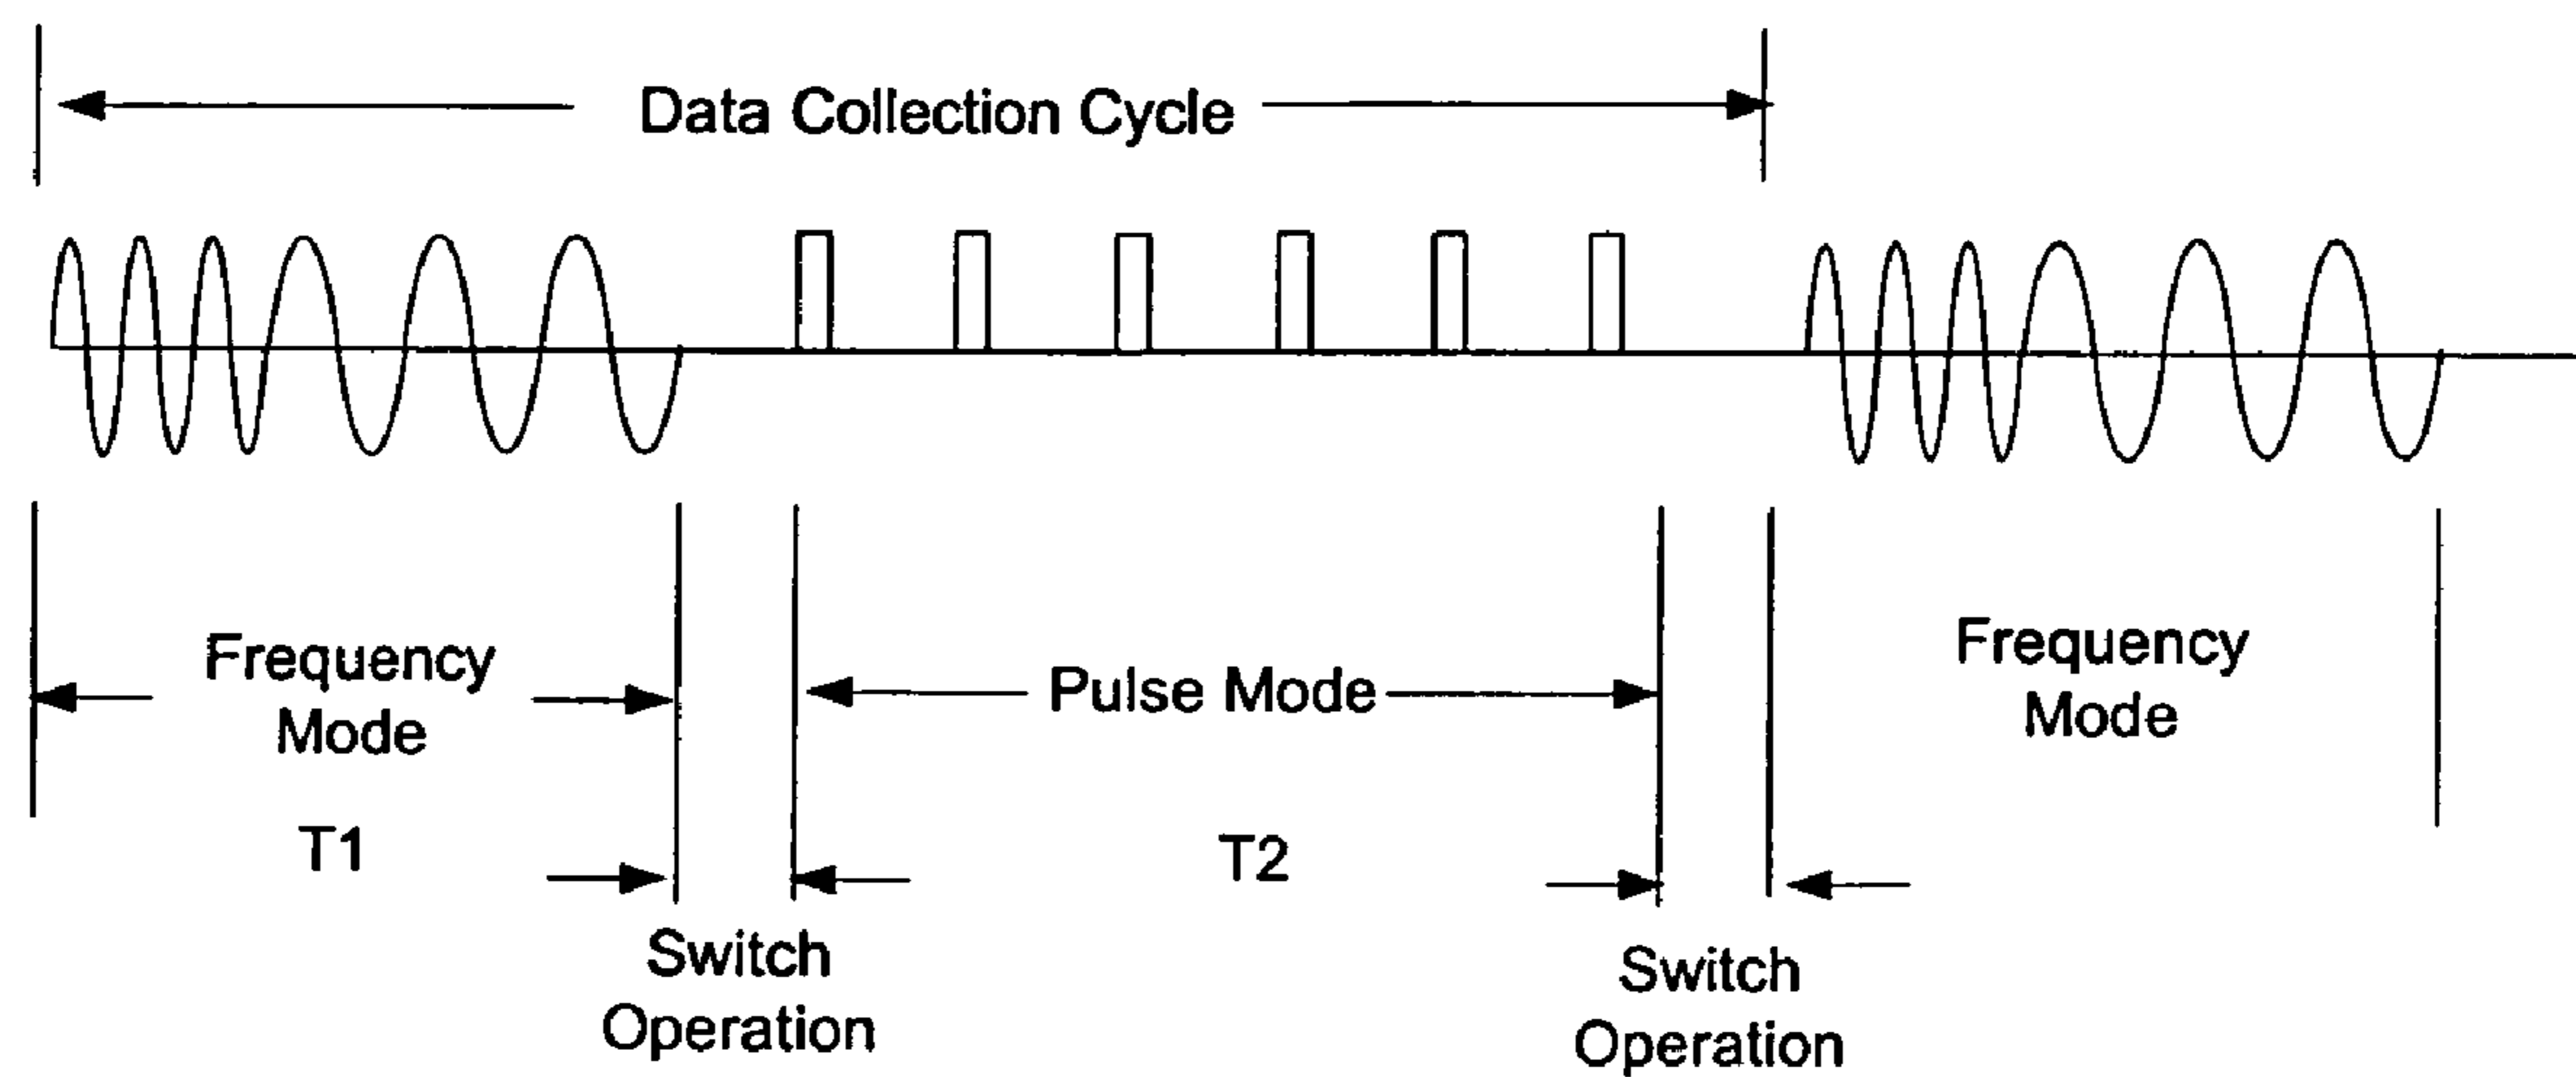 Data Collection Cycle
Frequency
Mode
T1
Pulse Mode
T2
Frequency
Mode
Switch
Operation
Switch
Operation